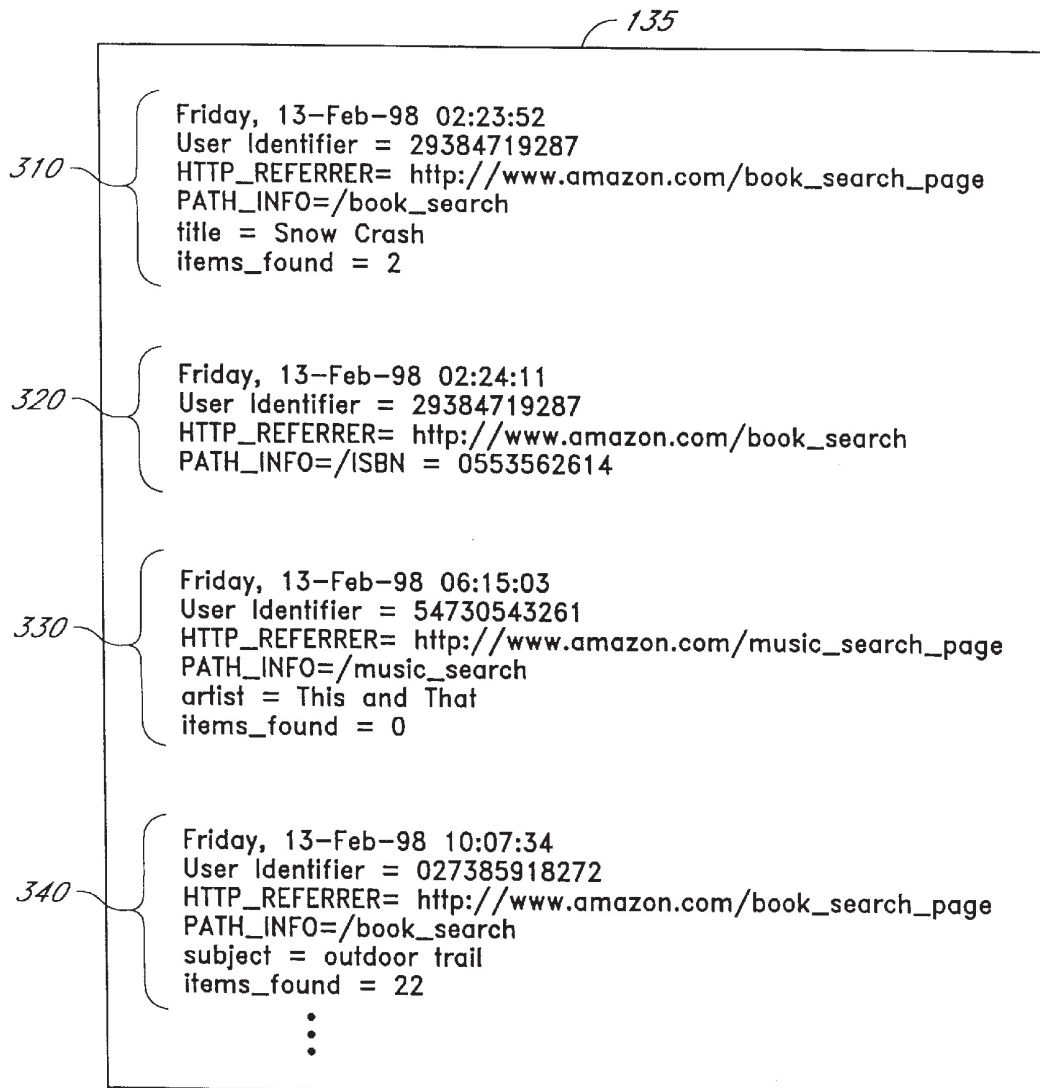 135
310
Friday, 13-Feb-98 02:23:52
User Identifier = 29384719287
HTTP_REFERRER= http://www.amazon.com/book_search_page
PATH_INFO=/book_search
title = Snow Crash
items_found = 2
320
Friday, 13-Feb-98 02:24:11
User Identifier = 29384719287
HTTP_REFERRER= http://www.amazon.com/book_search
PATH_INFO=/ISBN = 0553562614
330
Friday, 13-Feb-98 06:15:03
User Identifier = 54730543261
HTTP_REFERRER= http://www.amazon.com/music_search_page
PATH_INFO=/music_search
artist = This and That
items_found = 0
340
Friday, 13-Feb-98 10:07:34
User Identifier = 027385918272
HTTP_REFERRER= http://www.amazon.com/book_search_page
PATH_INFO=/book_search
subject = outdoor trail
items_found = 22